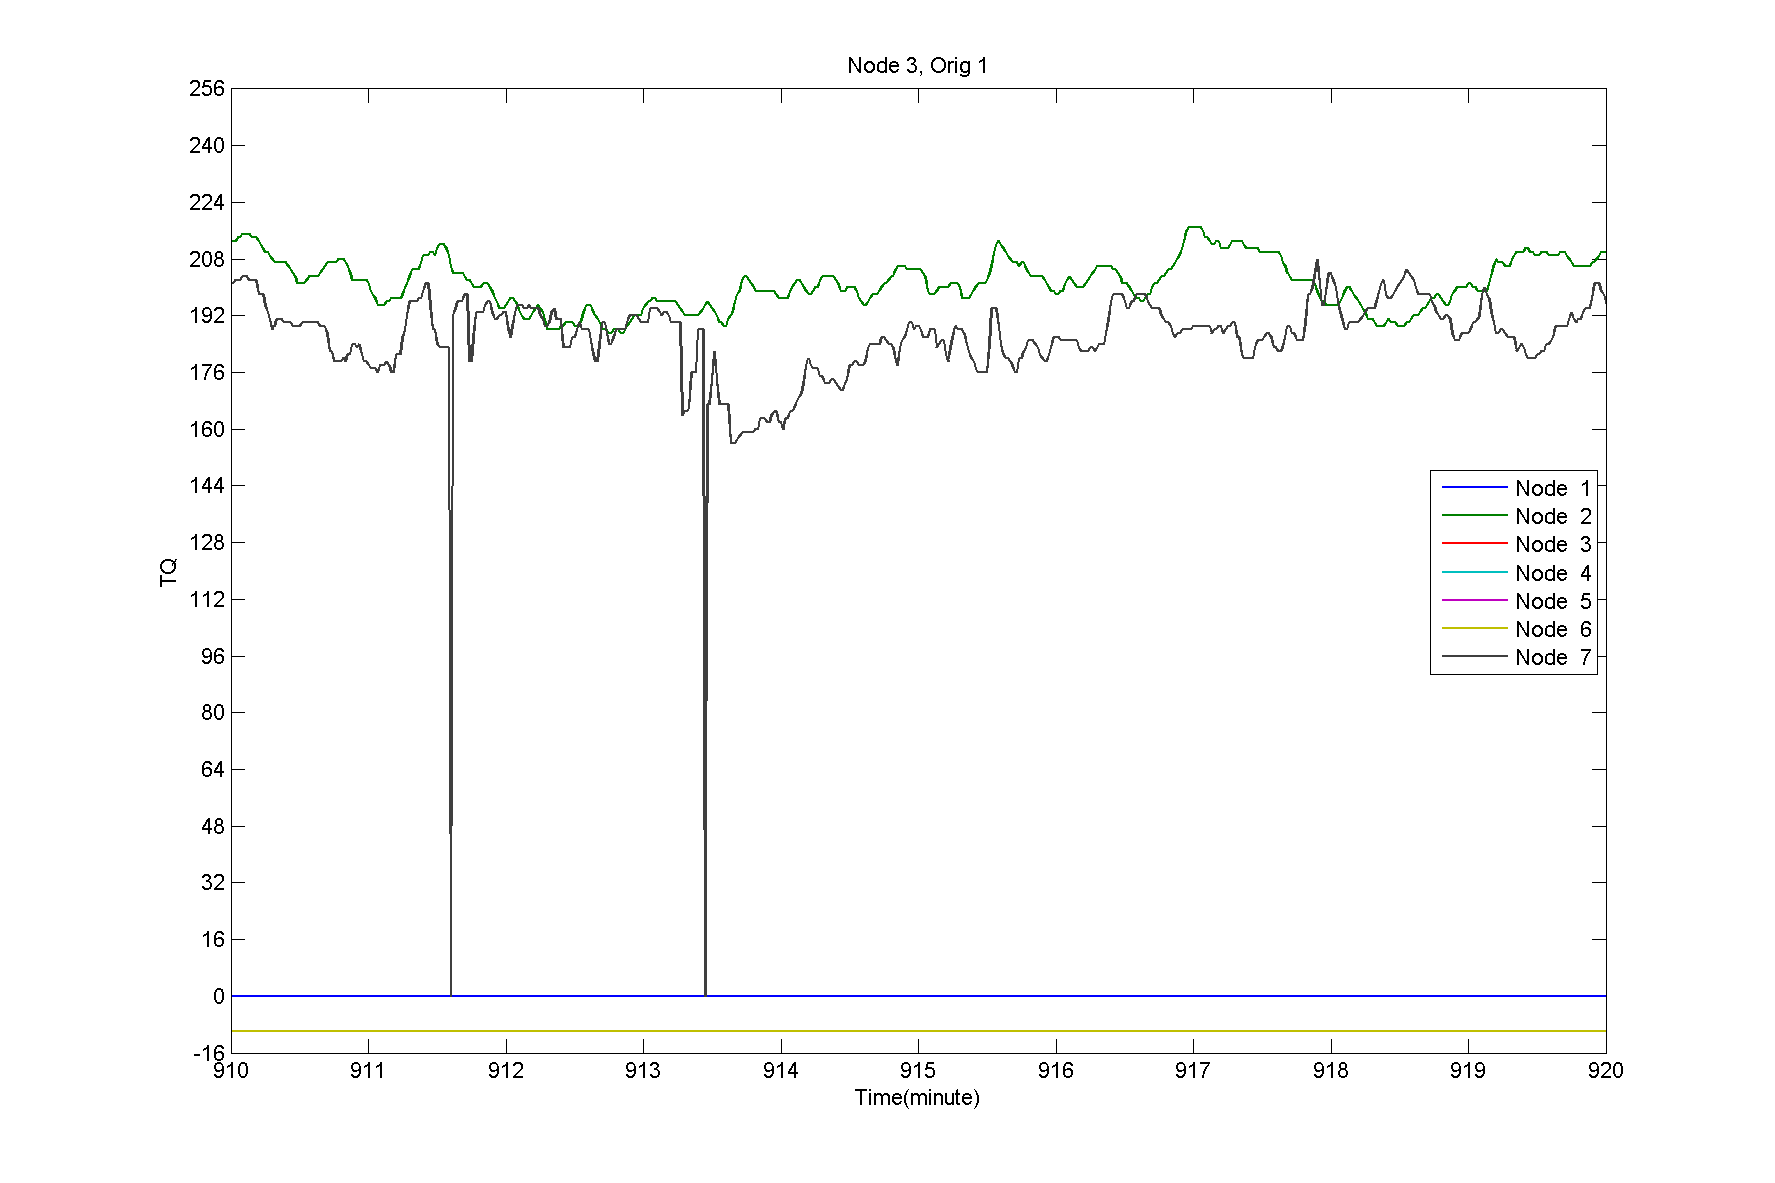 Node 3, Orig 1
256
240
224
208
192
176
160
144
128
112
96
80
64
48
32
16
0
-16
TQ
Node 1
Node 2
Node 3
Node 4
Node 5
Node 6
Node 7
910 911 912 913 914 915 916 917 918 919 920
Time(minute)